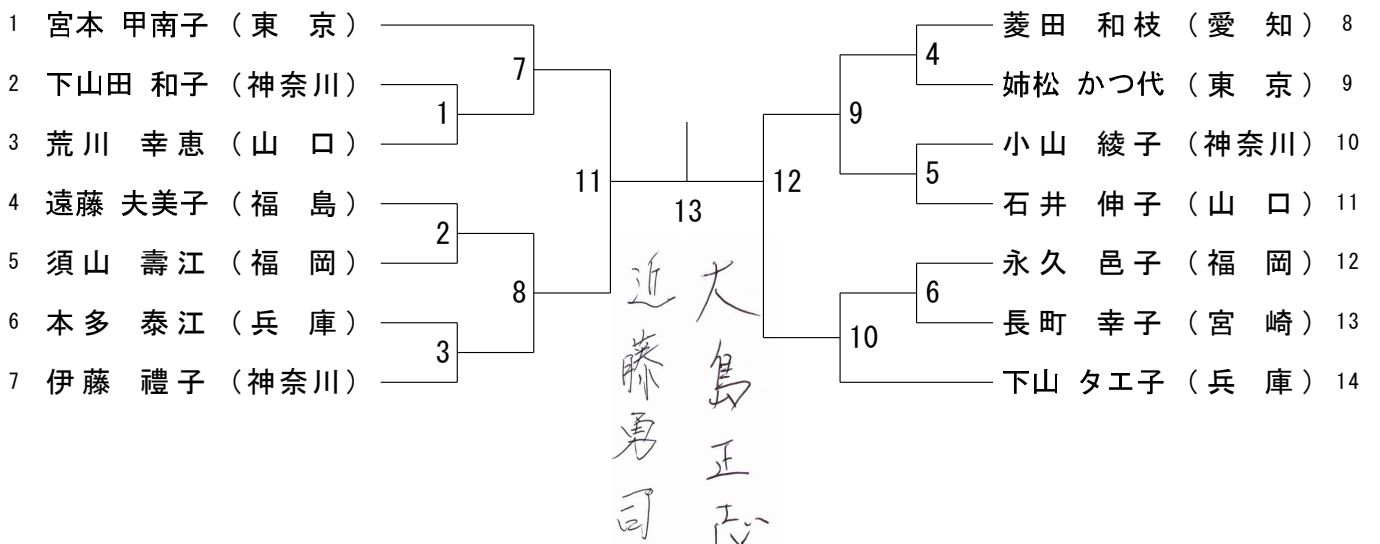 1 宮本 甲南子 （東　京）
2 下山田 和子 （神奈川）
3 荒川　幸恵 （山　口）
4 遠藤 夫美子 （福　島）
5 須山　壽江 （福　岡）
6 本多　泰江 （兵　庫）
7 伊藤　禮子 （神奈川）
1
2
3
7
8
11
13
12
9
10
4
5
6
菱田　和枝 （愛　知） 8
姉松 かつ代 （東　京） 9
小山　綾子 （神奈川） 10
石井　伸子 （山　口） 11
永久　邑子 （福　岡） 12
長町　幸子 （宮　崎） 13
下山 タエ子 （兵　庫） 14
大島正志
近藤勇司